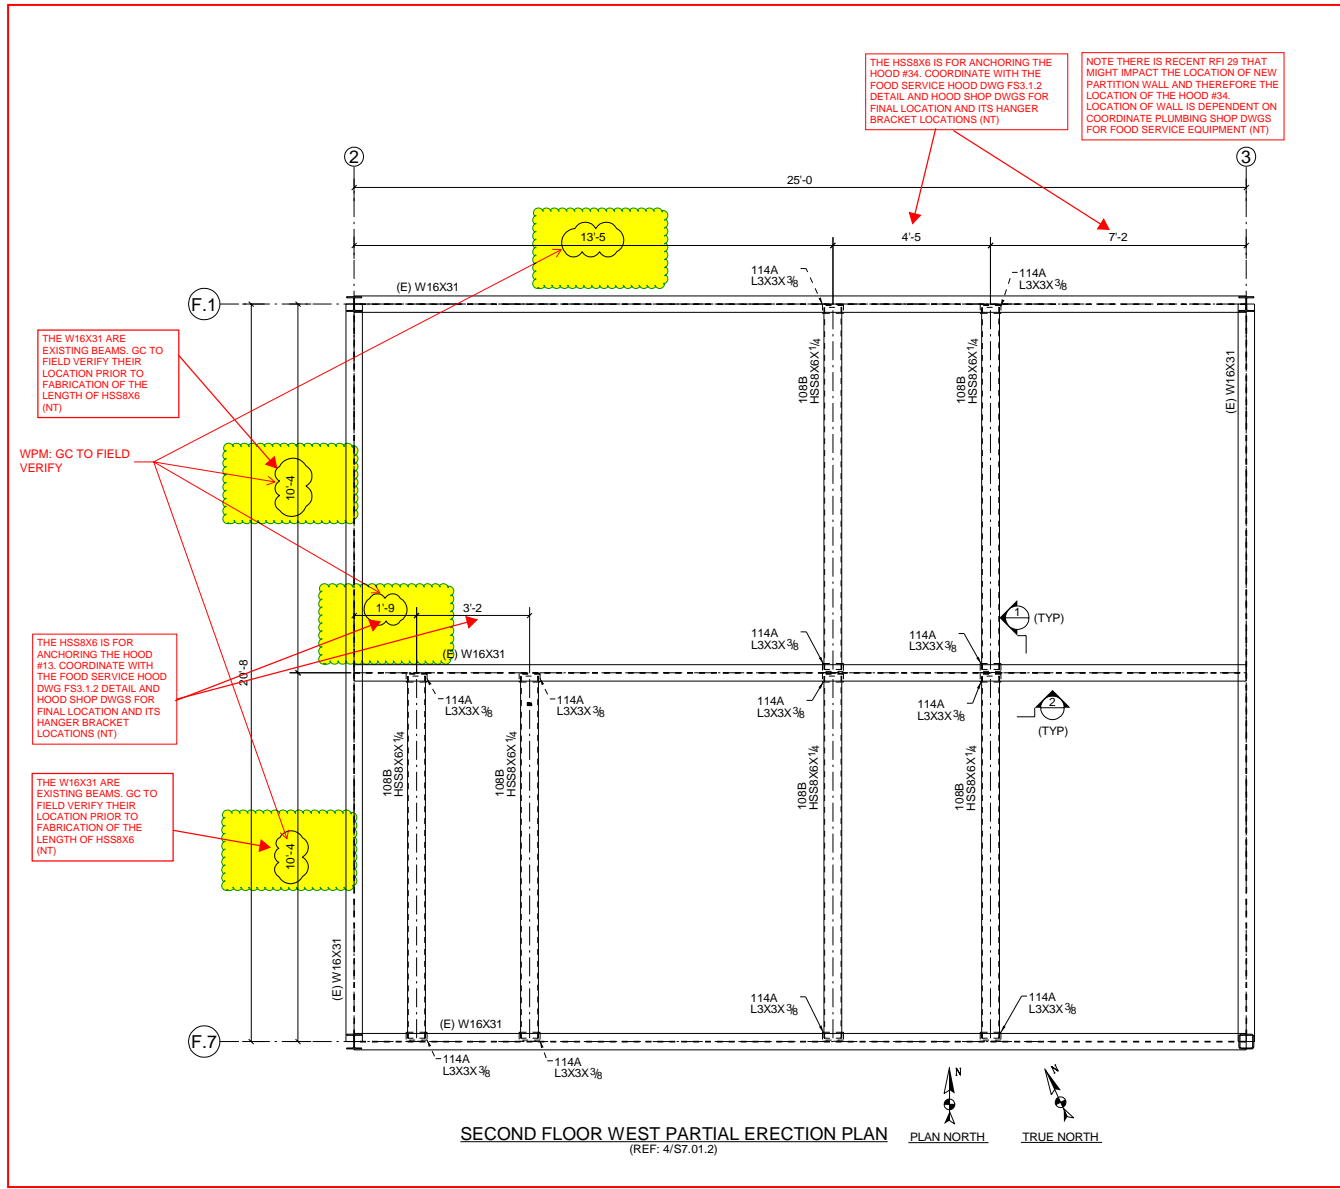 THE HSS8X6 IS FOR ANCHORING THE
HOOD #34. COORDINATE WITH THE
FOOD SERVICE HOOD DWG FS3.1.2
DETAIL AND HOOD SHOP DWGS FOR
FINAL LOCATION AND ITS HANGER
BRACKET LOCATIONS (NT)
NOTE THERE IS RECENT RFI 29 THAT
MIGHT IMPACT THE LOCATION OF NEW
PARTITION WALL AND THEREFORE THE
LOCATION OF THE HOOD #34.
LOCATION OF WALL IS DEPENDENT ON
COORDINATE PLUMBING SHOP DWGS
FOR FOOD SERVICE EQUIPMENT (NT)
2
3
25'-0
13'-5
4'-5
7'-2
114A
L3X3X3/8
114A
L3X3X3/8
(E) W16X31
F.1
THE W16X31 ARE
EXISTING BEAMS. GC TO
FIELD VERIFY THEIR
LOCATION PRIOR TO
FABRICATION OF THE
LENGTH OF HSS8X6
(NT)
108B
HSS8X6X1/4
108B
HSS8X6X1/4
(E) W16X31
WPM: GC TO FIELD
VERIFY
10'-4
1'-9
3'-2
1
(TYP)
THE HSS8X6 IS FOR
ANCHORING THE HOOD
#13. COORDINATE WITH
THE FOOD SERVICE HOOD
DWG FS3.1.2 DETAIL AND
HOOD SHOP DWGS FOR
FINAL LOCATION AND ITS
HANGER BRACKET
LOCATIONS (NT)
20'-8
(E) W16X31
114A
L3X3X3/8
114A
L3X3X3/8
114A
L3X3X3/8
114A
L3X3X3/8
114A
L3X3X3/8
114A
L3X3X3/8
2
(TYP)
108B
HSS8X6X1/4
108B
HSS8X6X1/4
108B
HSS8X6X1/4
108B
HSS8X6X1/4
THE W16X31 ARE
EXISTING BEAMS. GC TO
FIELD VERIFY THEIR
LOCATION PRIOR TO
FABRICATION OF THE
LENGTH OF HSS8X6
(NT)
10'-4
(E) W16X31
114A
L3X3X3/8
114A
L3X3X3/8
F.7
(E) W16X31
114A
L3X3X3/8
114A
L3X3X3/8
N
N
SECOND FLOOR WEST PARTIAL ERECTION PLAN
(REF: 4/S7.01.2)
PLAN NORTH
TRUE NORTH